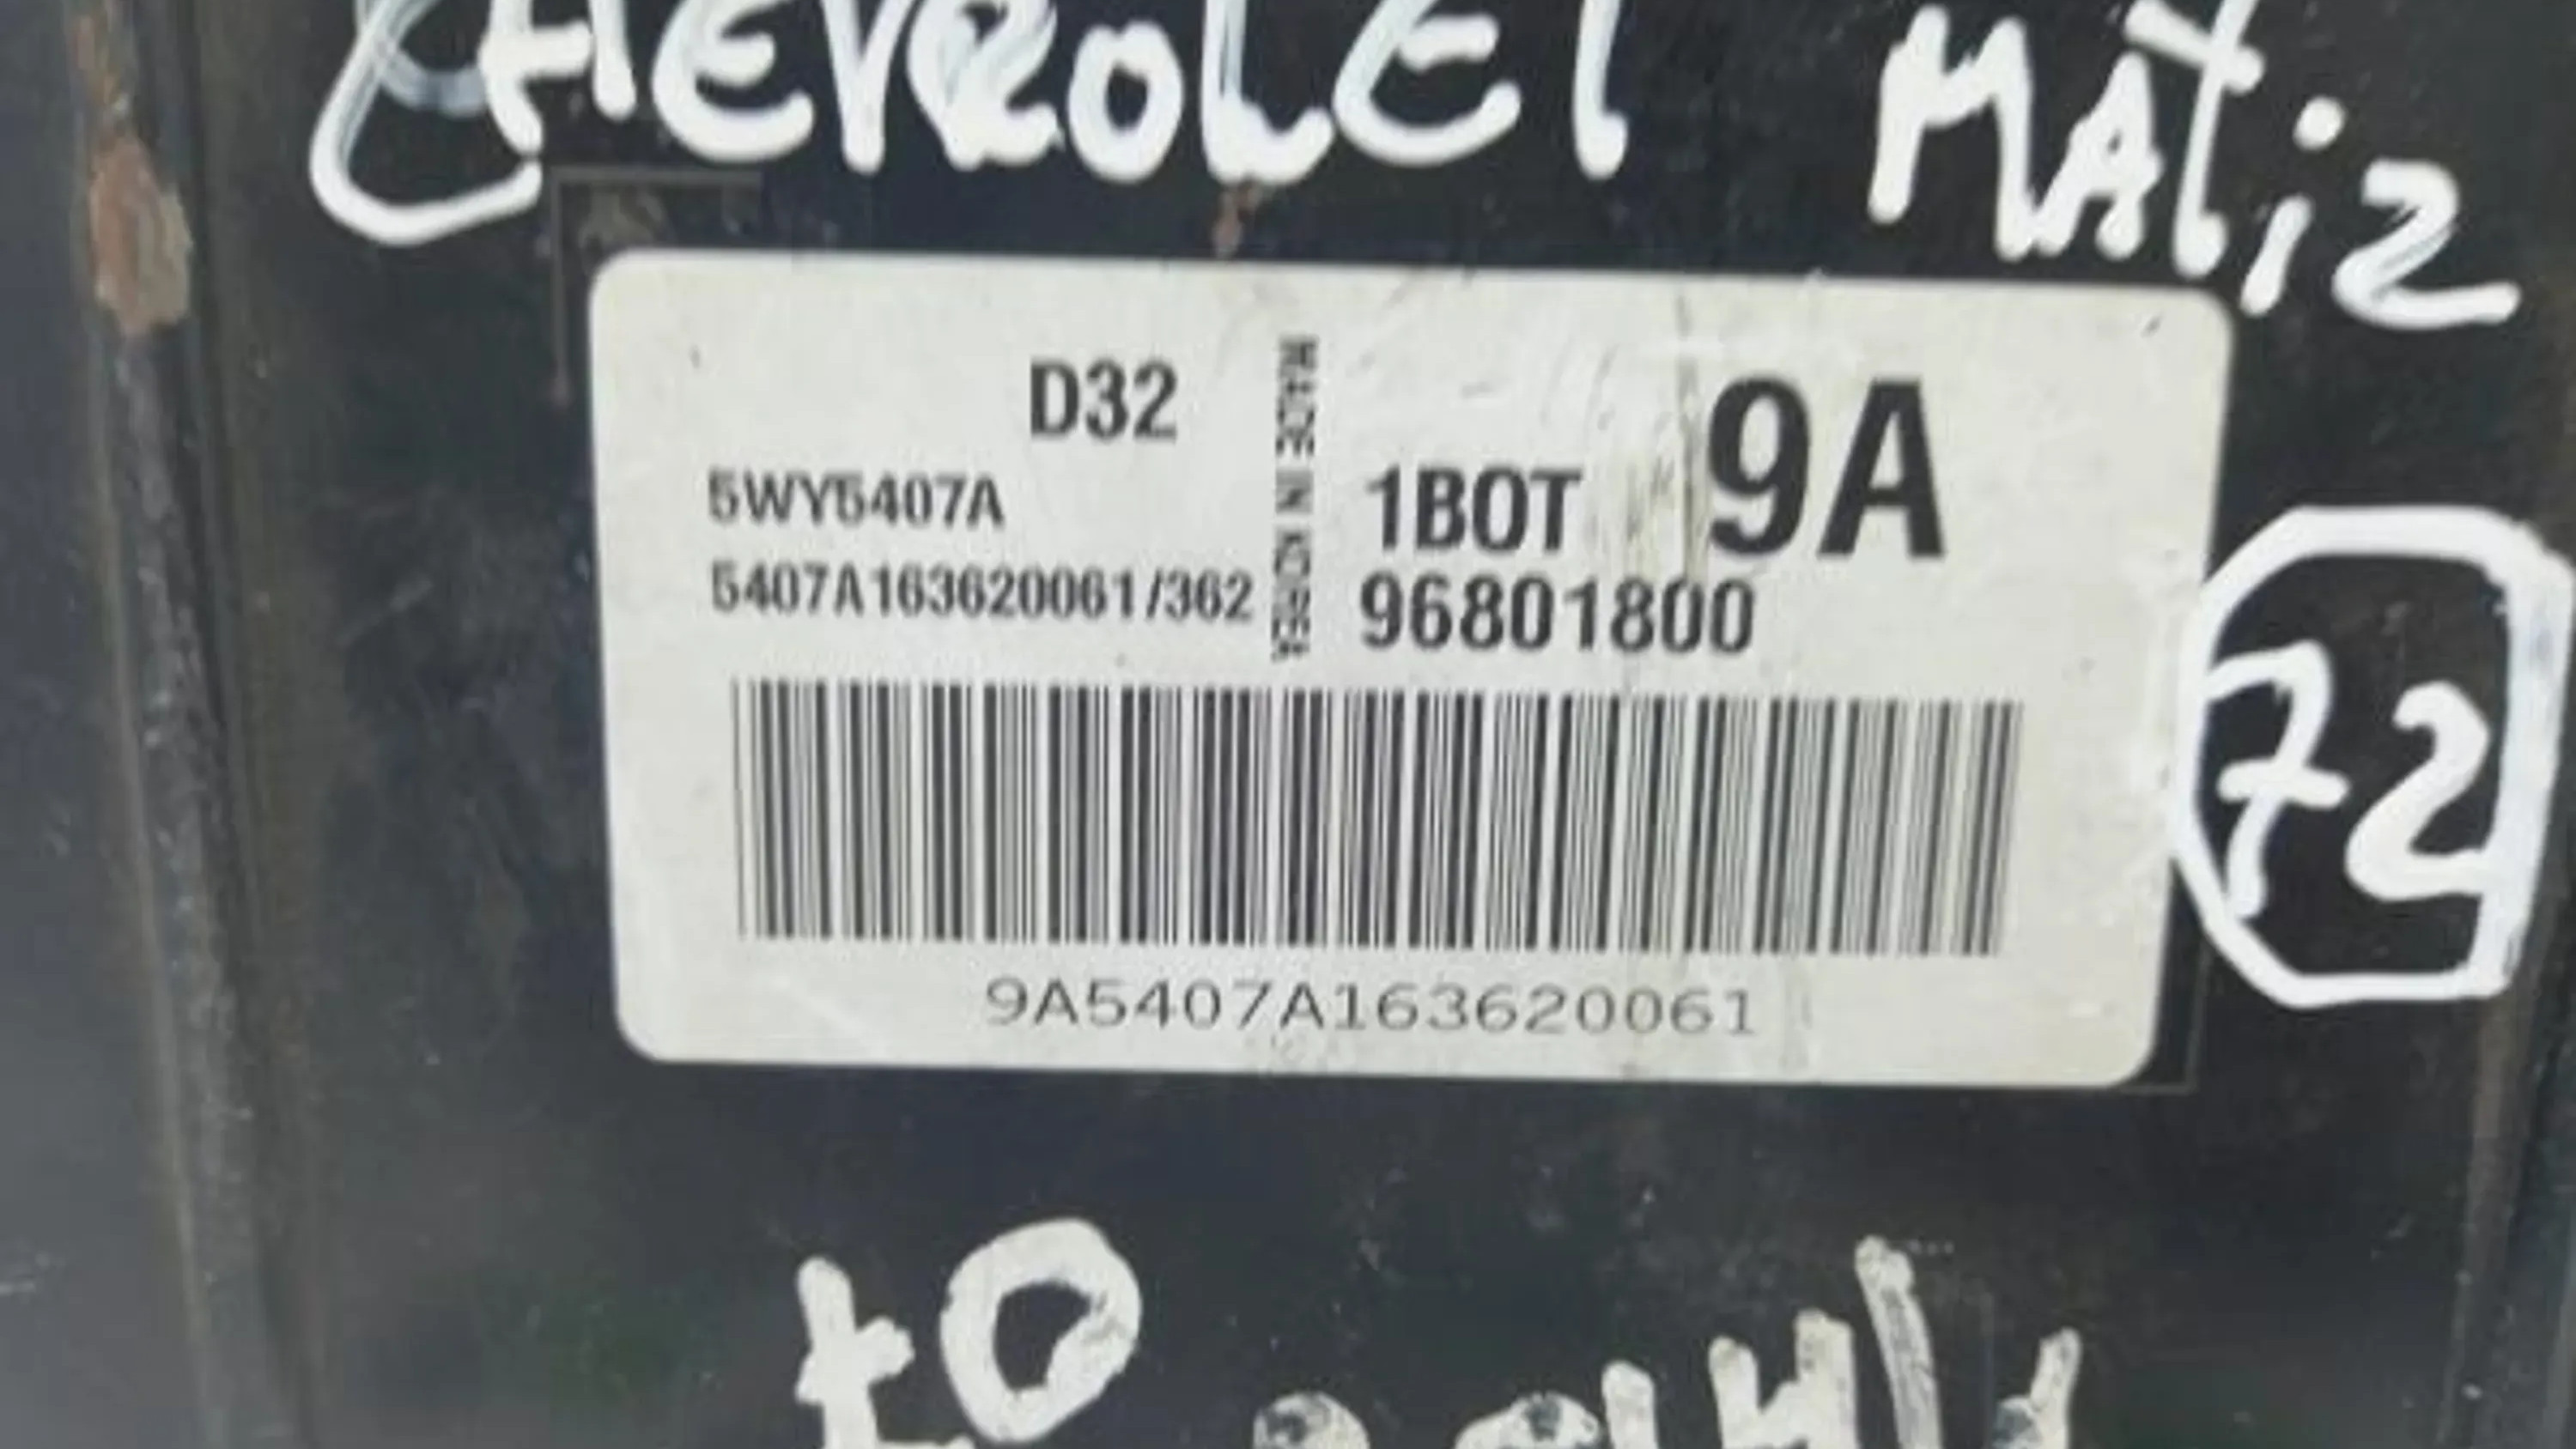 CHEVROLET MATiZ
D32
5WY5407A
5407A163620061/362
MADE IN KOREA
1BOT
9A
96801800
9A5407A163620061
72